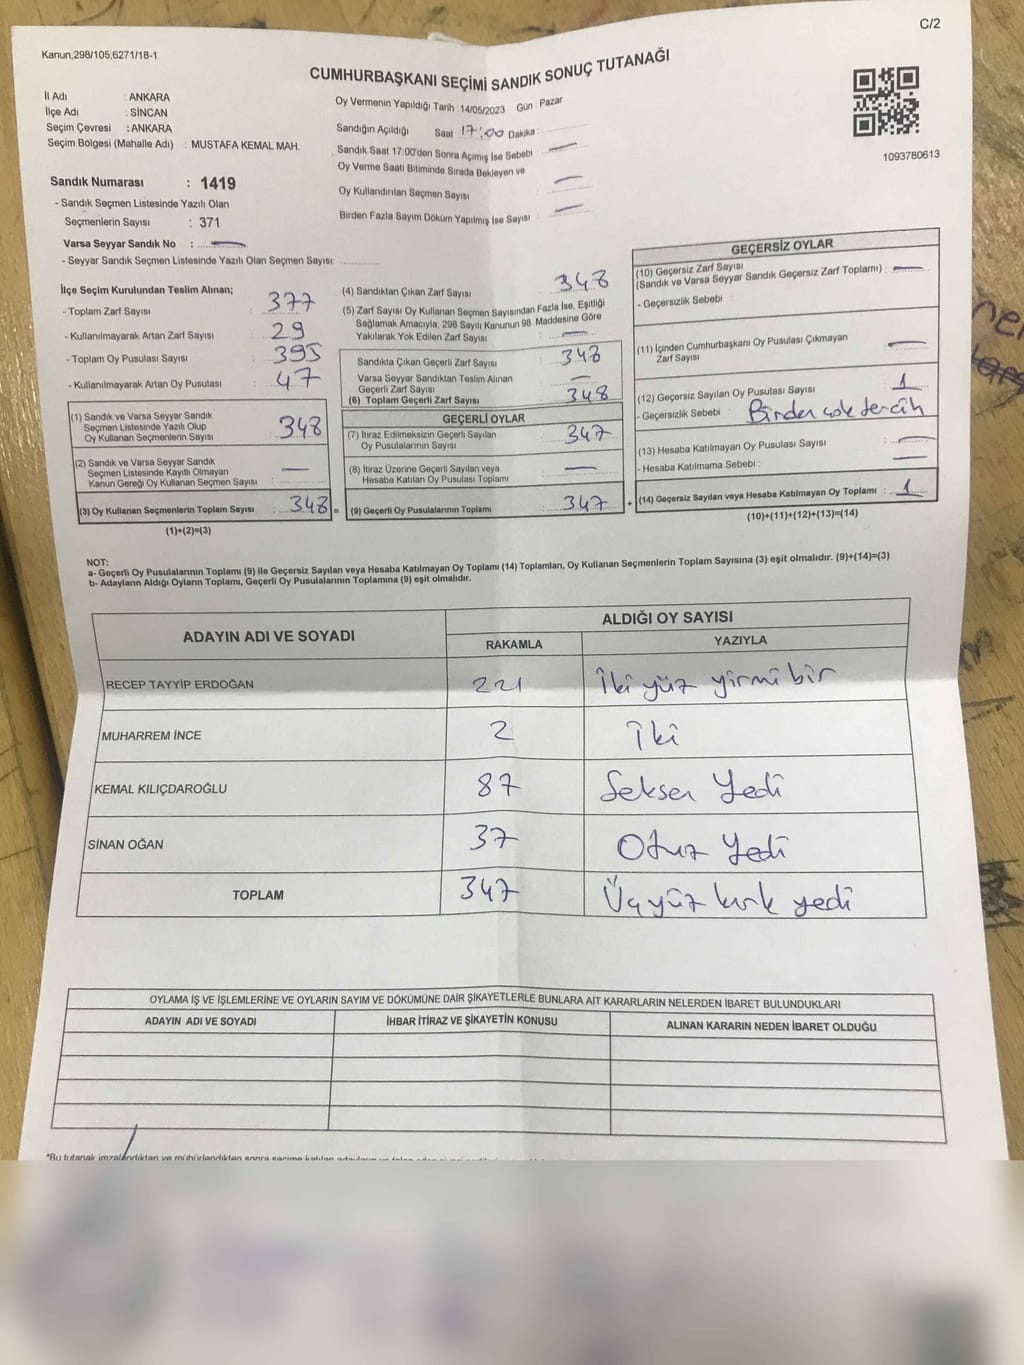 C/2
Kanun;298/105;6271/18-1
CUMHURBAŞKANI SEÇİMİ SANDIK SONUÇ TUTANAĞI
İl Adı : ANKARA
İlçe Adı : SİNCAN
Seçim Çevresi : ANKARA
Seçim Bölgesi (Mahalle Adı) : MUSTAFA KEMAL MAH.
Oy Vermenin Yapıldığı Tarih : 14/05/2023 Gün : Pazar
Sandığın Açıldığı Saat 17:00 Dakika :
Sandık Saat 17:00'den Sonra Açımış İse Sebebi —
Oy Verme Saati Bitiminde Sırada Bekleyen ve
Oy Kullandırılan Seçmen Sayısı : —
Birden Fazla Sayım Döküm Yapılmış İse Sayısı : —
1093780613
Sandık Numarası : 1419
- Sandık Seçmen Listesinde Yazılı Olan
Seçmenlerin Sayısı : 371
Varsa Seyyar Sandık No : —
- Seyyar Sandık Seçmen Listesinde Yazılı Olan Seçmen Sayısı:
İlçe Seçim Kurulundan Teslim Alınan;
- Toplam Zarf Sayısı : 377
- Kullanılmayarak Artan Zarf Sayısı : 29
- Toplam Oy Pusulası Sayısı : 395
- Kullanılmayarak Artan Oy Pusulası : 47
(1) Sandık ve Varsa Seyyar Sandık
Seçmen Listesinde Yazılı Olup
Oy Kullanan Seçmenlerin Sayısı : 348
(2) Sandık ve Varsa Seyyar Sandık
Seçmen Listesinde Kayıtlı Olmayan
Kanun Gereği Oy Kullanan Seçmen Sayısı : —
(3) Oy Kullanan Seçmenlerin Toplam Sayısı : 348 =
(1)+(2)=(3)
(4) Sandıktan Çıkan Zarf Sayısı 348
(5) Zarf Sayısı Oy Kullanan Seçmen Sayısından Fazla İse, Eşitliği
Sağlamak Amacıyla; 298 Sayılı Kanunun 98. Maddesine Göre
Yakılarak Yok Edilen Zarf Sayısı : —
Sandıkta Çıkan Geçerli Zarf Sayısı : 348
Varsa Seyyar Sandıktan Teslim Alınan
Geçerli Zarf Sayısı : —
(6) Toplam Geçerli Zarf Sayısı : 348
GEÇERLİ OYLAR
(7) İtiraz Edilmeksizin Geçerli Sayılan
Oy Pusulalarının Sayısı : 347
(8) İtiraz Üzerine Geçerli Sayılan veya
Hesaba Katılan Oy Pusulası Toplamı : —
(9) Geçerli Oy Pusulalarının Toplamı : 347 +
GEÇERSİZ OYLAR
(10) Geçersiz Zarf Sayısı
(Sandık ve Varsa Seyyar Sandık Geçersiz Zarf Toplamı) : —
- Geçersizlik Sebebi :
(11) İçinden Cumhurbaşkanı Oy Pusulası Çıkmayan
Zarf Sayısı : —
(12) Geçersiz Sayılan Oy Pusulası Sayısı : 1
- Geçersizlik Sebebi : Birden çok tercih
(13) Hesaba Katılmayan Oy Pusulası Sayısı : —
- Hesaba Katılmama Sebebi : —
(14) Geçersiz Sayılan veya Hesaba Katılmayan Oy Toplamı : 1
(10)+(11)+(12)+(13)=(14)
NOT:
a- Geçerli Oy Pusulalarının Toplamı (9) ile Geçersiz Sayılan veya Hesaba Katılmayan Oy Toplamı (14) Toplamları, Oy Kullanan Seçmenlerin Toplam Sayısına (3) eşit olmalıdır. (9)+(14)=(3)
b- Adayların Aldığı Oyların Toplamı, Geçerli Oy Pusulalarının Toplamına (9) eşit olmalıdır.
ADAYIN ADI VE SOYADI
ALDIĞI OY SAYISI
RAKAMLA YAZIYLA
RECEP TAYYİP ERDOĞAN 221 İki yüz yirmi bir
MUHARREM İNCE 2 İki
KEMAL KILIÇDAROĞLU 87 Seksen Yedi
SİNAN OĞAN 37 Otuz Yedi
TOPLAM 347 Üç yüz kırk yedi
OYLAMA İŞ VE İŞLEMLERİNE VE OYLARIN SAYIM VE DÖKÜMÜNE DAİR ŞİKAYETLERLE BUNLARA AİT KARARLARIN NELERDEN İBARET BULUNDUKLARI
ADAYIN ADI VE SOYADI İHBAR İTİRAZ VE ŞİKAYETİN KONUSU ALINAN KARARIN NEDEN İBARET OLDUĞU
*Bu tutanak imzalandıktan ve mühürlendikten sonra seçime katılan